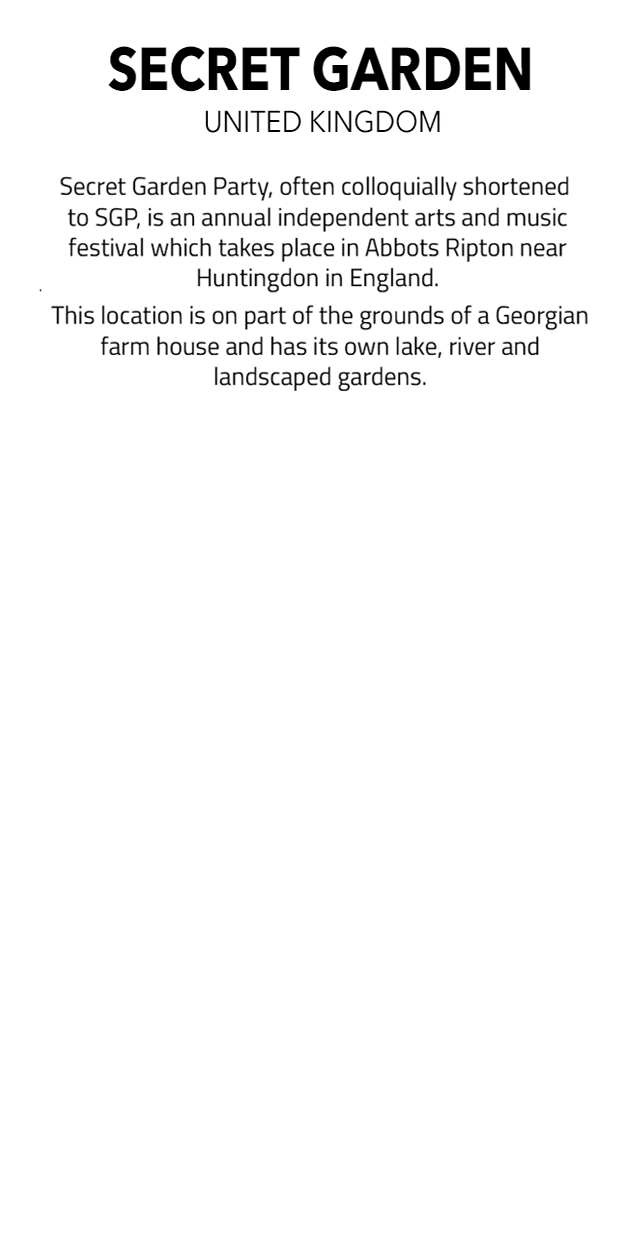 SECRET GARDEN
UNITED KINGDOM
Secret Garden Party, often colloquially shortened
to SGP, is an annual independent arts and music
festival which takes place in Abbots Ripton near
Huntingdon in England.
.
This location is on part of the grounds of a Georgian
farm house and has its own lake, river and
landscaped gardens.